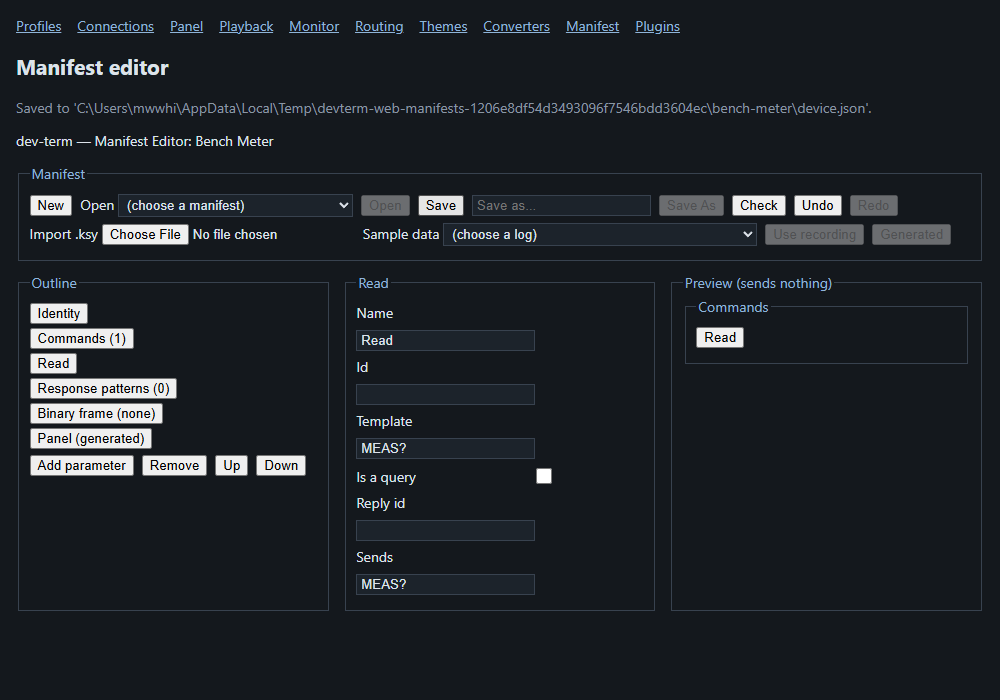 Profiles Connections Panel Playback Monitor Routing Themes Converters Manifest Plugins
Manifest editor
Saved to 'C:\Users\mwwhi\AppData\Local\Temp\devterm-web-manifests-1206e8df54d3493096f7546bdd3604ec\bench-meter\device.json'.
dev-term — Manifest Editor: Bench Meter
Manifest
New Open (choose a manifest) Open Save Save as... Save As Check Undo Redo
Import .ksy Choose File No file chosen Sample data (choose a log) Use recording Generated
Outline
Identity
Commands (1)
Read
Response patterns (0)
Binary frame (none)
Panel (generated)
Add parameter Remove Up Down
Read
Name
Read
Id
Template
MEAS?
Is a query
Reply id
Sends
MEAS?
Preview (sends nothing)
Commands
Read